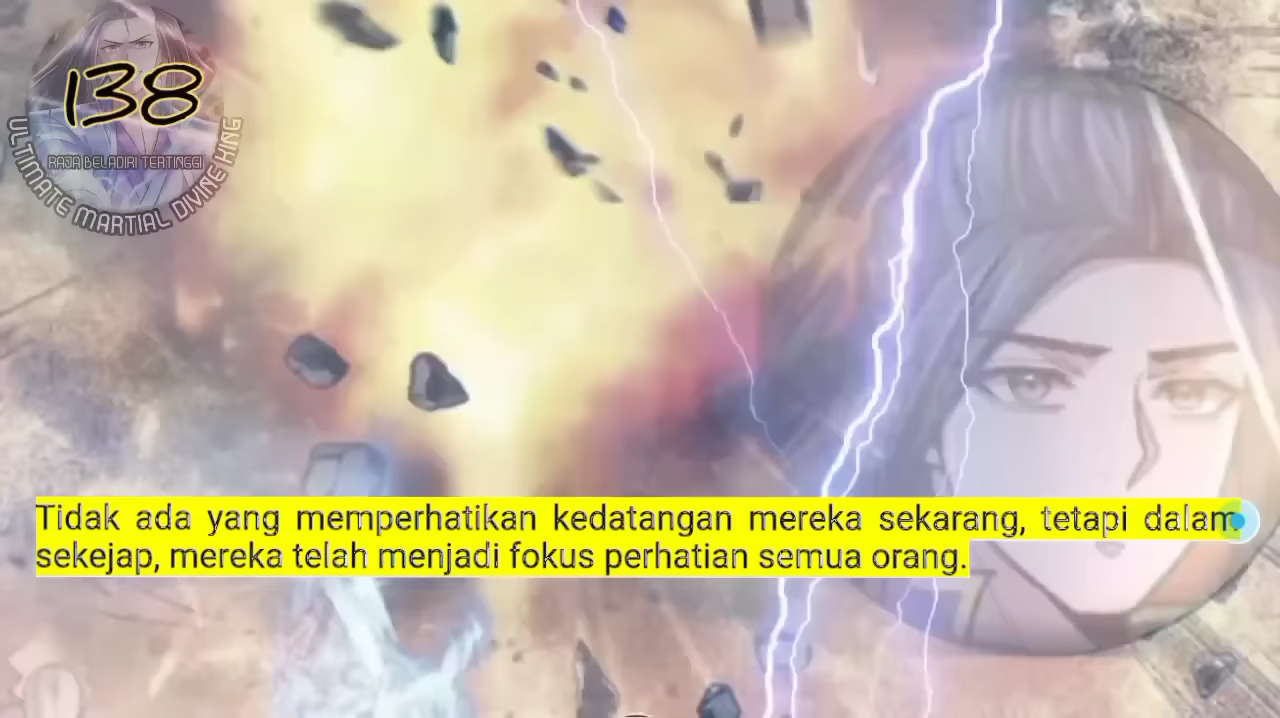 138
RAJA BELADIRI TERTINGGI
ULTIMATE MARTIAL DIVINE KING
Tidak ada yang memperhatikan kedatangan mereka sekarang, tetapi dalam
sekejap, mereka telah menjadi fokus perhatian semua orang.